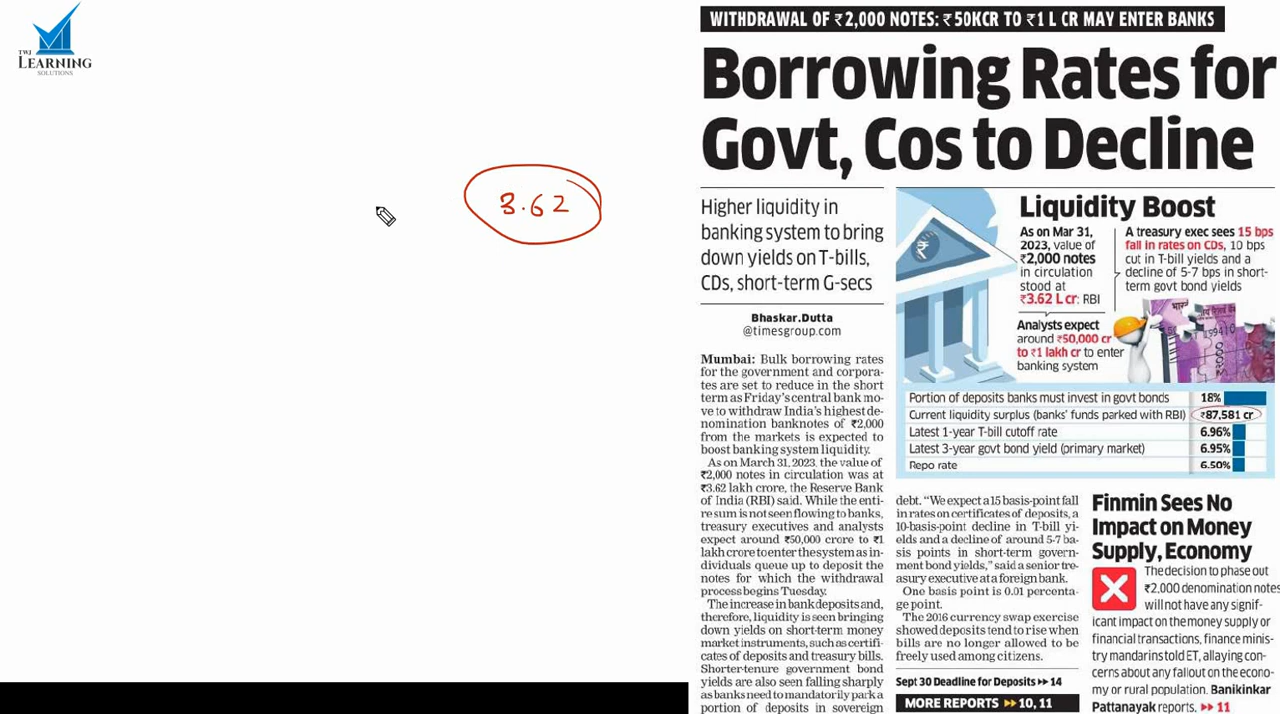 TWJ
LEARNING
SOLUTIONS
3.62
WITHDRAWAL OF ₹2,000 NOTES: ₹50KCR TO ₹1 L CR MAY ENTER BANKS
Borrowing Rates for
Govt, Cos to Decline
Higher liquidity in
banking system to bring
down yields on T-bills,
CDs, short-term G-secs
Bhaskar.Dutta
@timesgroup.com
Mumbai: Bulk borrowing rates
for the government and corpora-
tes are set to reduce in the short
term as Friday's central bank mo-
ve to withdraw India's highest de-
nomination banknotes of ₹2,000
from the markets is expected to
boost banking system liquidity.
As on March 31, 2023, the value of
₹2,000 notes in circulation was at
₹3.62 lakh crore, the Reserve Bank
of India (RBI) said. While the enti-
re sum is not seen flowing to banks,
treasury executives and analysts
expect around ₹50,000 crore to ₹1
lakh crore to enter the system as in-
dividuals queue up to deposit the
notes for which the withdrawal
process begins Tuesday.
The increase in bank deposits and,
therefore, liquidity is seen bringing
down yields on short-term money
market instruments, such as certifi-
cates of deposits and treasury bills.
Shorter-tenure government bond
yields are also seen falling sharply
as banks need to mandatorily park a
portion of deposits in sovereign
Liquidity Boost
As on Mar 31,
2023, value of
₹2,000 notes
in circulation
stood at
₹3.62 L cr: RBI
Analysts expect
around ₹50,000 cr
to ₹1 lakh cr to enter
banking system
A treasury exec sees 15 bps
fall in rates on CDs, 10 bps
cut in T-bill yields and a
decline of 5-7 bps in short-
term govt bond yields
Portion of deposits banks must invest in govt bonds 18%
Current liquidity surplus (banks' funds parked with RBI) ₹87,581 cr
Latest 1-year T-bill cutoff rate 6.96%
Latest 3-year govt bond yield (primary market) 6.95%
Repo rate 6.50%
debt. “We expect a 15 basis-point fall
in rates on certificates of deposits, a
10-basis-point decline in T-bill yi-
elds and a decline of around 5-7 ba-
sis points in short-term govern-
ment bond yields,” said a senior tre-
asury executive at a foreign bank.
One basis point is 0.01 percenta-
ge point.
The 2016 currency swap exercise
showed deposits tend to rise when
bills are no longer allowed to be
freely used among citizens.
Sept 30 Deadline for Deposits ▸▸ 14
MORE REPORTS ▸▸ 10, 11
Finmin Sees No
Impact on Money
Supply, Economy
The decision to phase out
₹2,000 denomination notes
will not have any signif-
icant impact on the money supply or
financial transactions, finance minis-
try mandarins told ET, allaying con-
cerns about any fallout on the econo-
my or rural population. Banikinkar
Pattanayak reports. ▸▸ 11